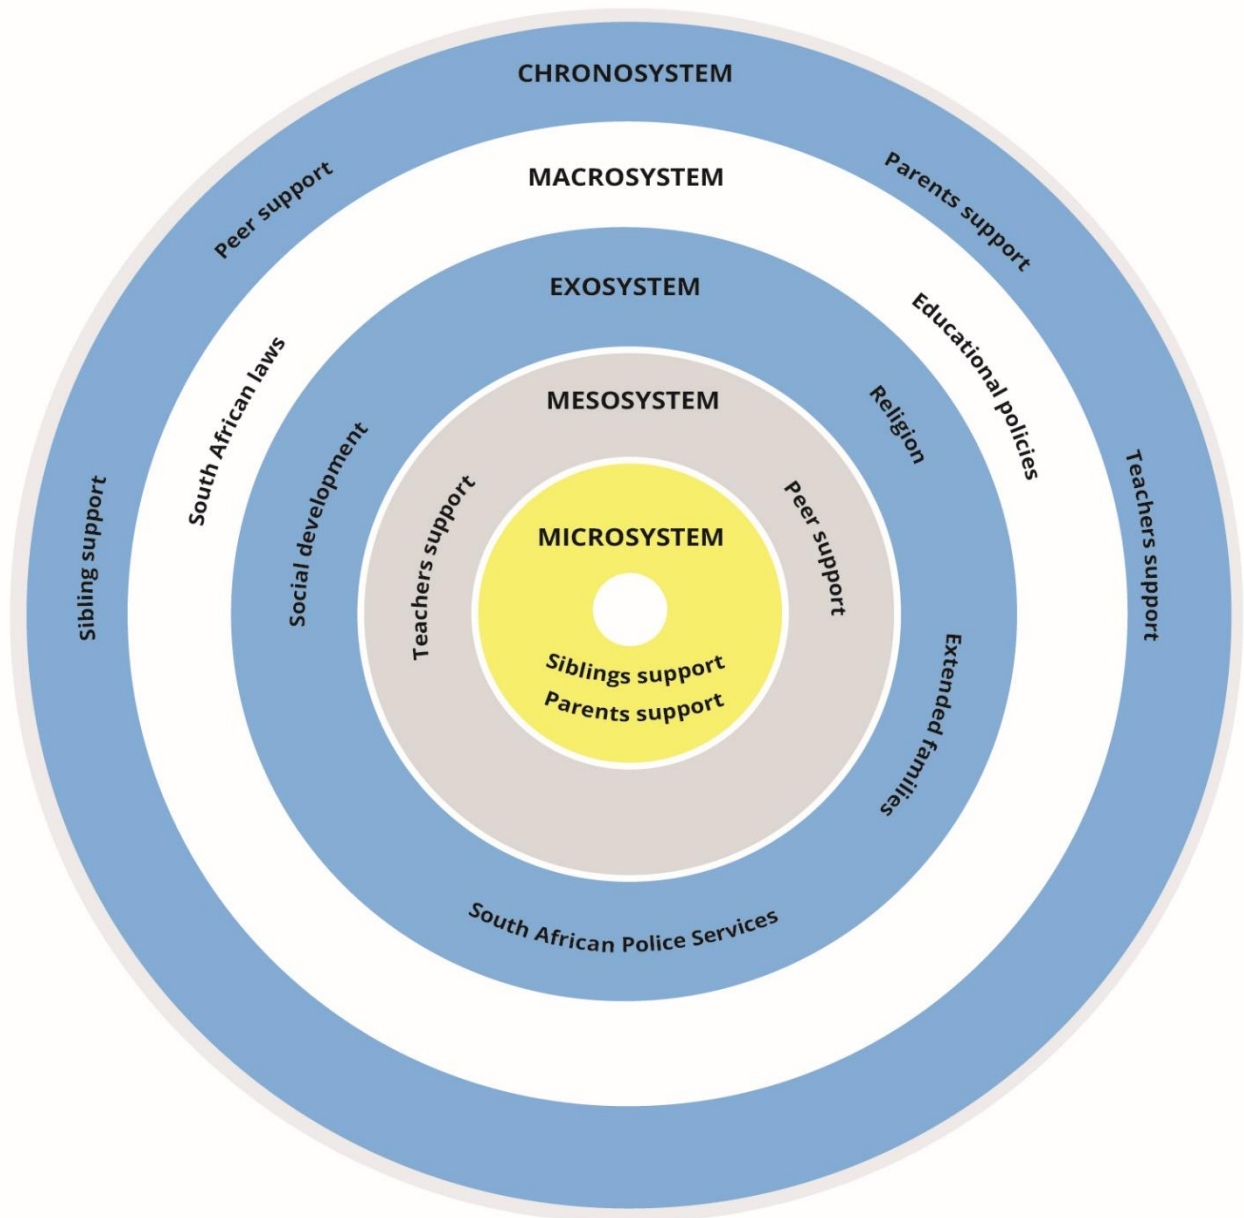 CHRONOSYSTEM
Peer support
Parents support
Sibling support
Teachers support
MACROSYSTEM
South African laws
Educational policies
EXOSYSTEM
Social development
Religion
Extended families
South African Police Services
MESOSYSTEM
Teachers support
Peer support
MICROSYSTEM
Siblings support
Parents support